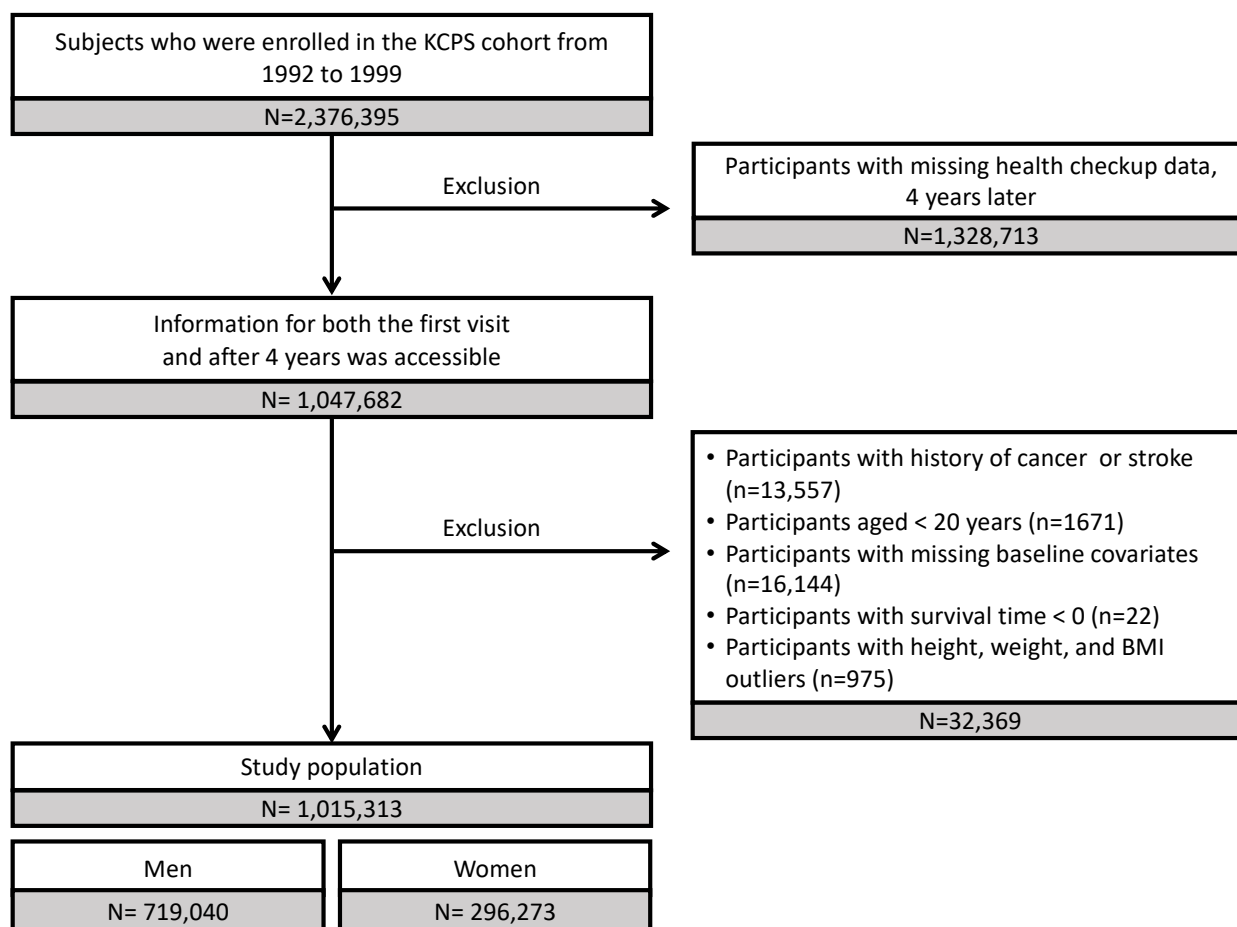 Subjects who were enrolled in the KCPS cohort from
1992 to 1999
N=2,376,395
Exclusion
Participants with missing health checkup data,
4 years later
N=1,328,713
Information for both the first visit
and after 4 years was accessible
N= 1,047,682
Exclusion
• Participants with history of cancer or stroke
(n=13,557)
• Participants aged < 20 years (n=1671)
• Participants with missing baseline covariates
(n=16,144)
• Participants with survival time < 0 (n=22)
• Participants with height, weight, and BMI
outliers (n=975)
N=32,369
Study population
N= 1,015,313
Men
N= 719,040
Women
N= 296,273